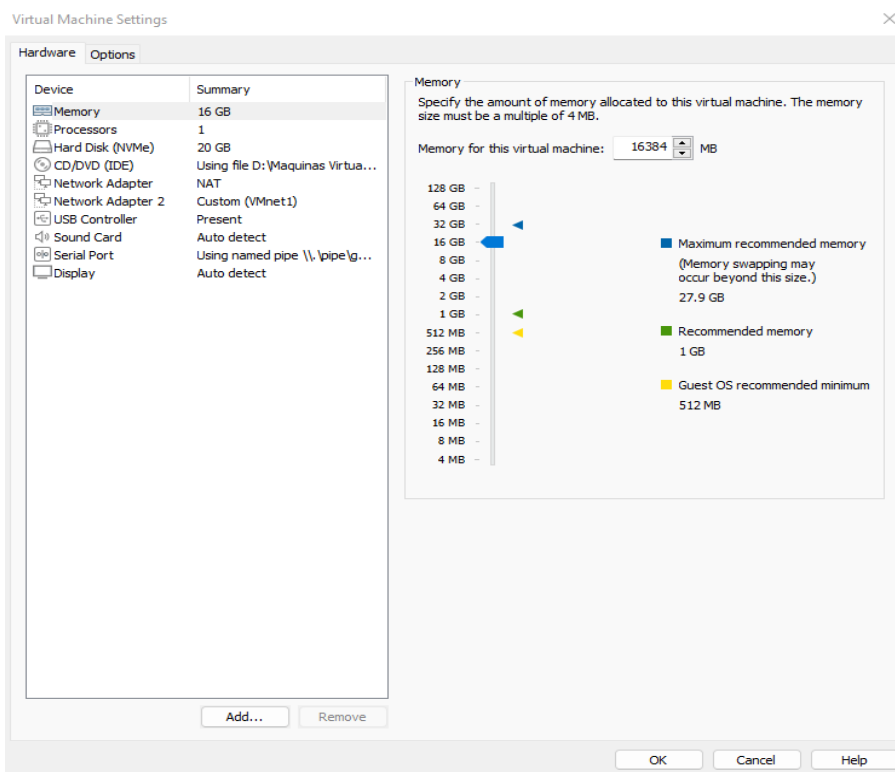 Virtual Machine Settings
Hardware Options
Device Summary
Memory 16 GB
Processors 1
Hard Disk (NVMe) 20 GB
CD/DVD (IDE) Using file D:\Maquinas Virtua...
Network Adapter NAT
Network Adapter 2 Custom (VMnet1)
USB Controller Present
Sound Card Auto detect
Serial Port Using named pipe \\.\pipe\g...
Display Auto detect
Add... Remove
Memory
Specify the amount of memory allocated to this virtual machine. The memory
size must be a multiple of 4 MB.
Memory for this virtual machine: 16384 MB
128 GB
64 GB
32 GB
16 GB
8 GB
4 GB
2 GB
1 GB
512 MB
256 MB
128 MB
64 MB
32 MB
16 MB
8 MB
4 MB
Maximum recommended memory
(Memory swapping may
occur beyond this size.)
27.9 GB
Recommended memory
1 GB
Guest OS recommended minimum
512 MB
OK Cancel Help